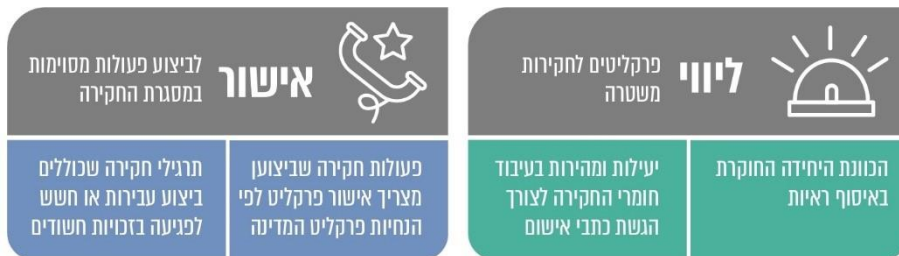 ליווי
פרקליטים לחקירות
משטרה
הכוונת היחידה החוקרת
באיסוף ראיות
יעילות ומהירות בעיבוד
חומרי החקירה לצורך
הגשת כתבי אישום
אישור
לביצוע פעולות מסוימות
במסגרת החקירה
פעולות חקירה שביצוען
מצריך אישור פרקליט לפי
הנחיות פרקליט המדינה
תרגילי חקירה שכוללים
ביצוע עבירות או חשש
לפגיעה בזכויות חשודים